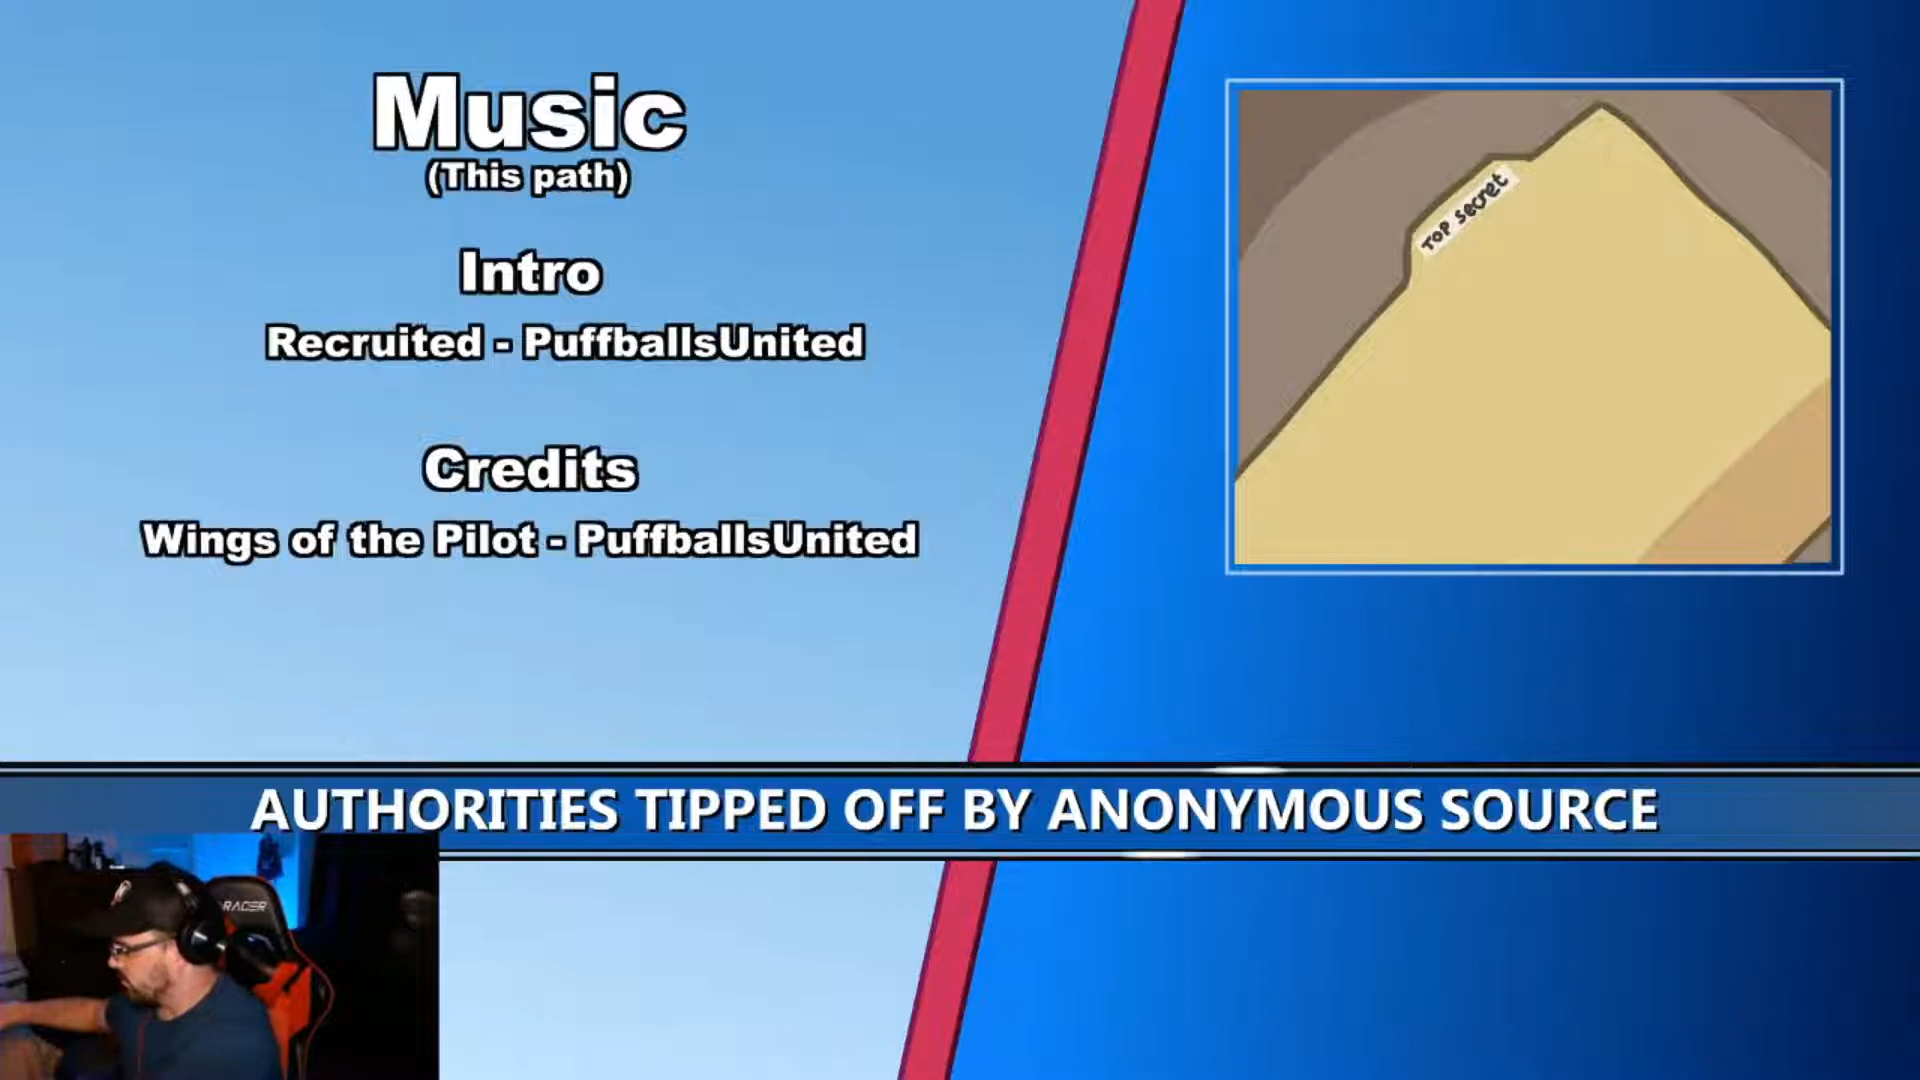 Music
(This path)
Intro
Recruited - PuffballsUnited
Credits
Wings of the Pilot - PuffballsUnited
TOP secret
AUTHORITIES TIPPED OFF BY ANONYMOUS SOURCE
RACER